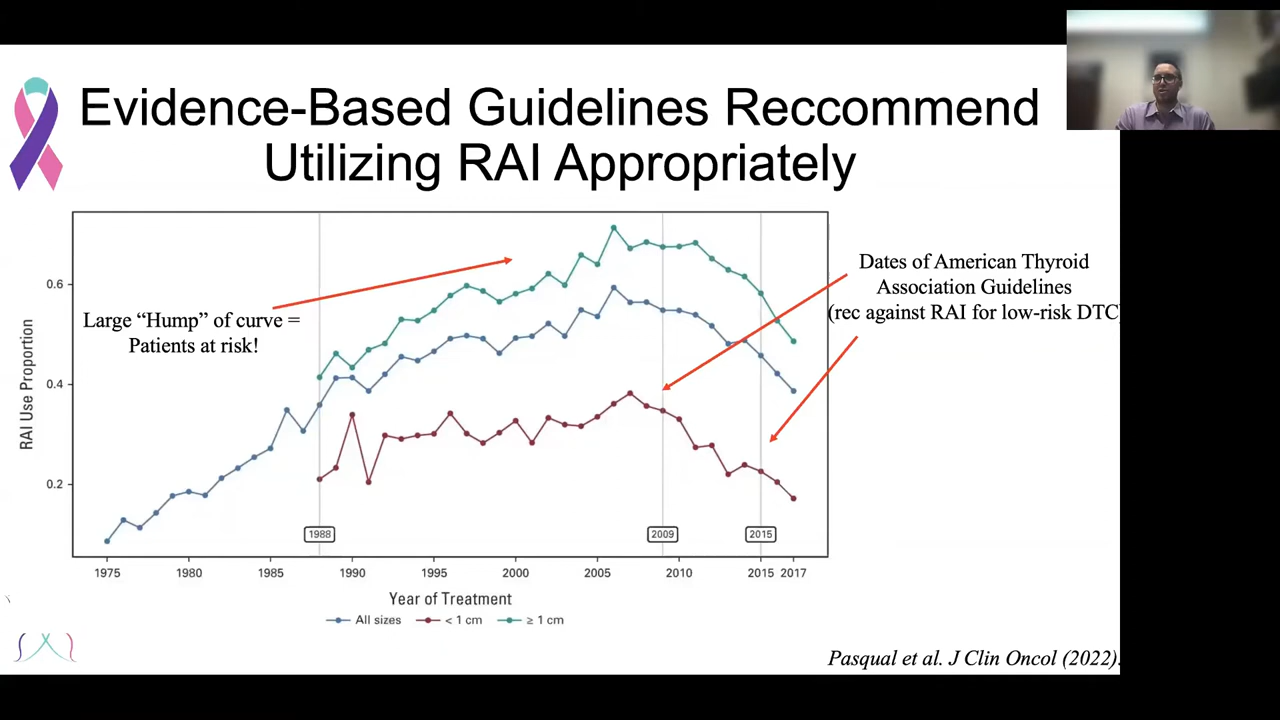 Evidence-Based Guidelines Reccommend
Utilizing RAI Appropriately
Large “Hump” of curve =
Patients at risk!
Dates of American Thyroid
Association Guidelines
(rec against RAI for low-risk DTC)
RAI Use Proportion
0.6
0.4
0.2
1988
2009
2015
1975 1980 1985 1990 1995 2000 2005 2010 2015 2017
Year of Treatment
All sizes < 1 cm ≥ 1 cm
Pasqual et al. J Clin Oncol (2022).